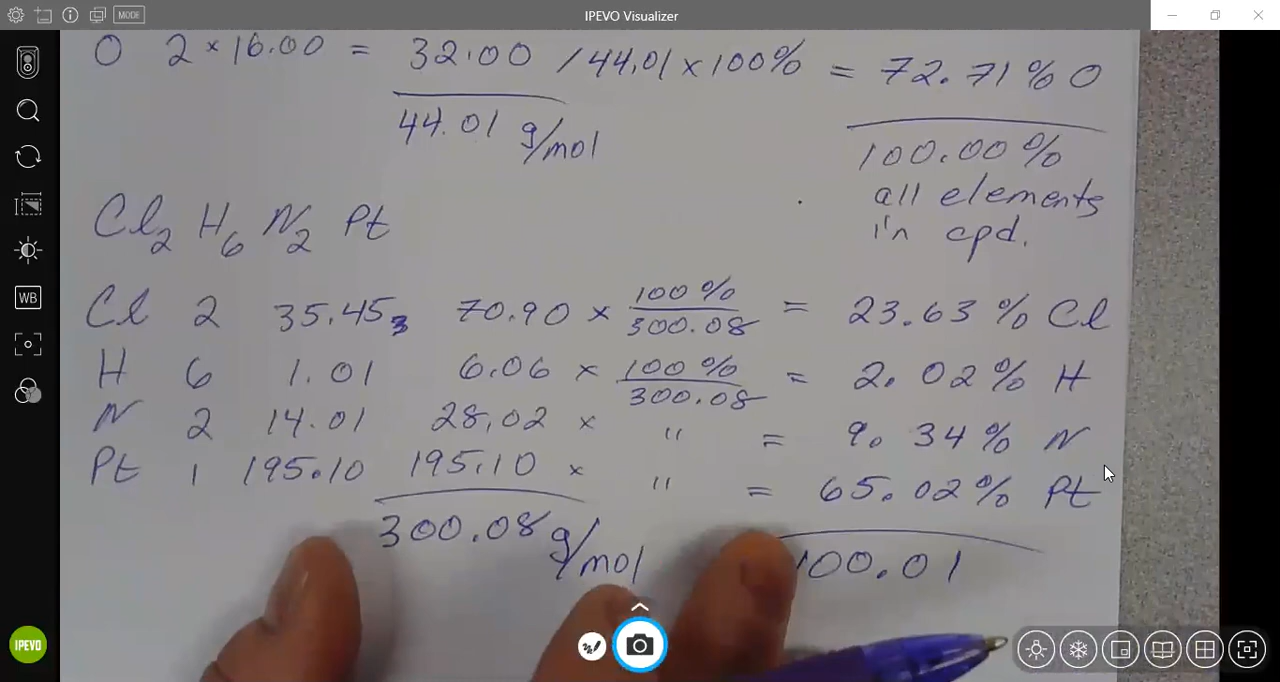 IPEVO Visualizer
MODE
O 2 × 16.00 = 32.00 / 44.01 × 100% = 72.71% O
44.01 g/mol
100.00%
all elements
in cpd.
Cl2 H6 N2 Pt
Cl 2 35.453 70.90 × 100% / 300.08 = 23.63% Cl
H 6 1.01 6.06 × 100% / 300.08 = 2.02% H
N 2 14.01 28.02 × " = 9.34% N
Pt 1 195.10 195.10 × " = 65.02% Pt
300.08 g/mol
100.01
WB
IPEVO